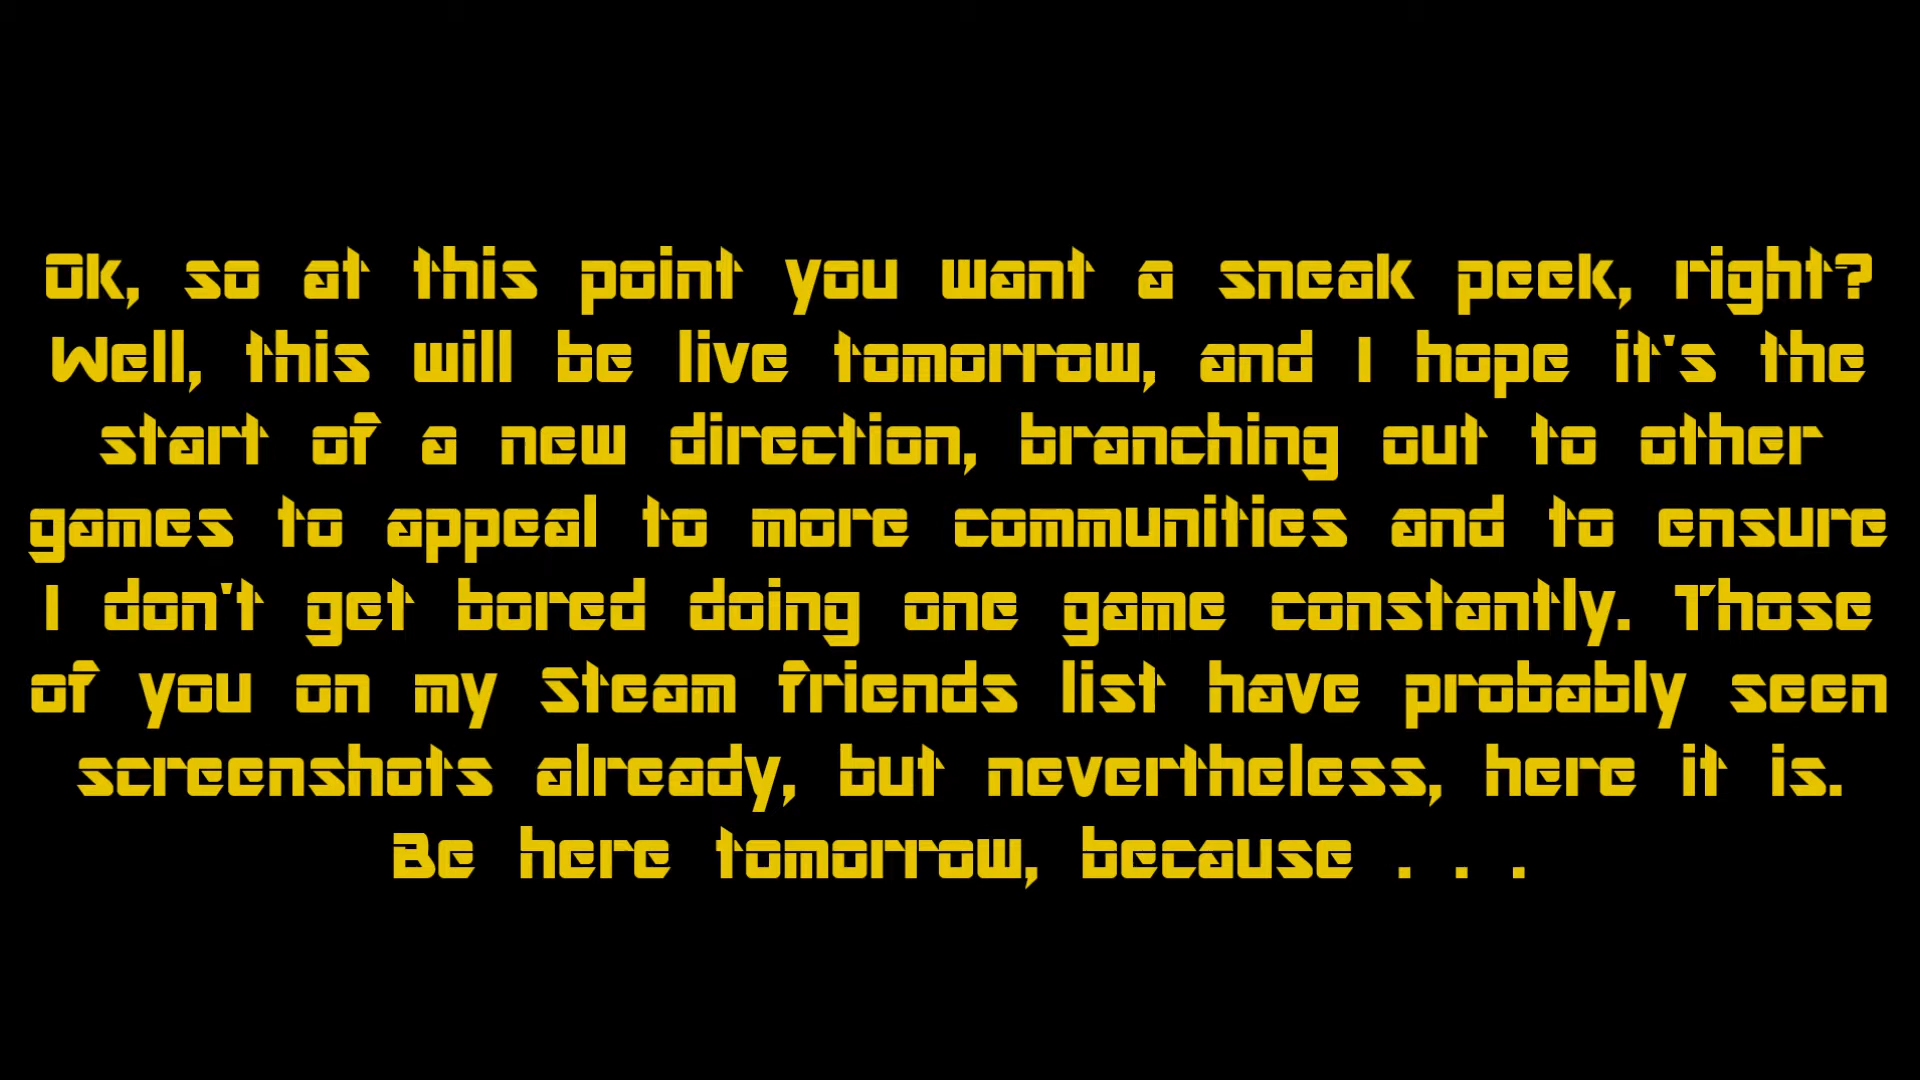 Ok, so at this point you want a sneak peek, right?
Well, this will be live tomorrow, and I hope it's the
start of a new direction, branching out to other
games to appeal to more communities and to ensure
I don't get bored doing one game constantly. Those
of you on my Steam friends list have probably seen
screenshots already, but nevertheless, here it is.
Be here tomorrow, because . . .